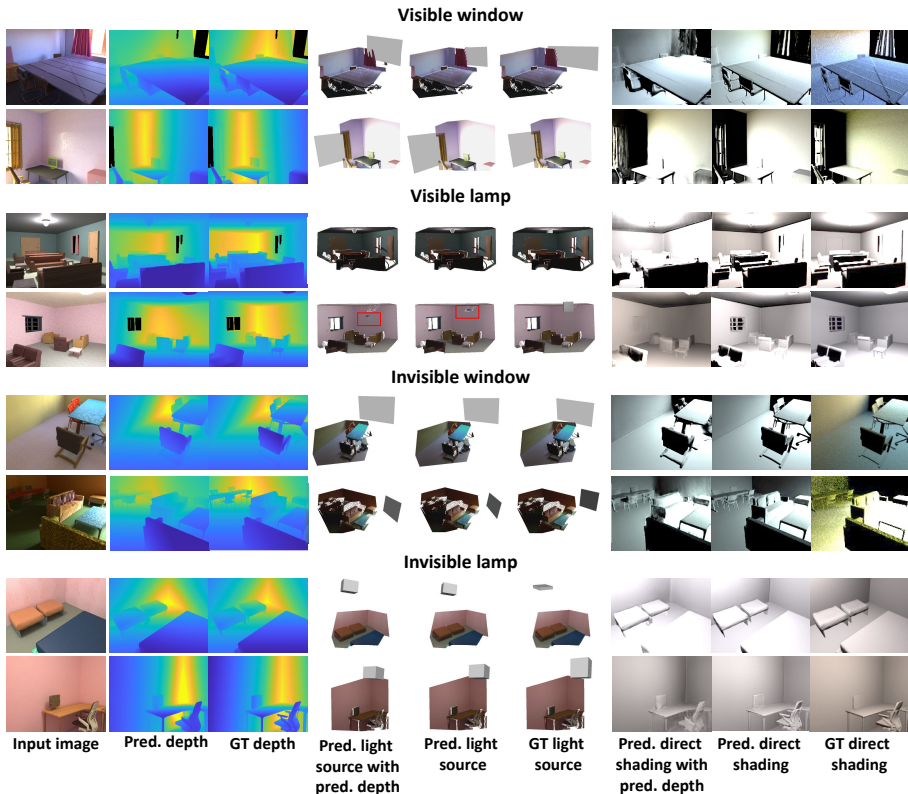 Visible window
Visible lamp
Invisible window
Invisible lamp
Input image
Pred. depth
GT depth
Pred. light
source with
pred. depth
Pred. light
source
GT light
source
Pred. direct
shading with
pred. depth
Pred. direct
shading
GT direct
shading